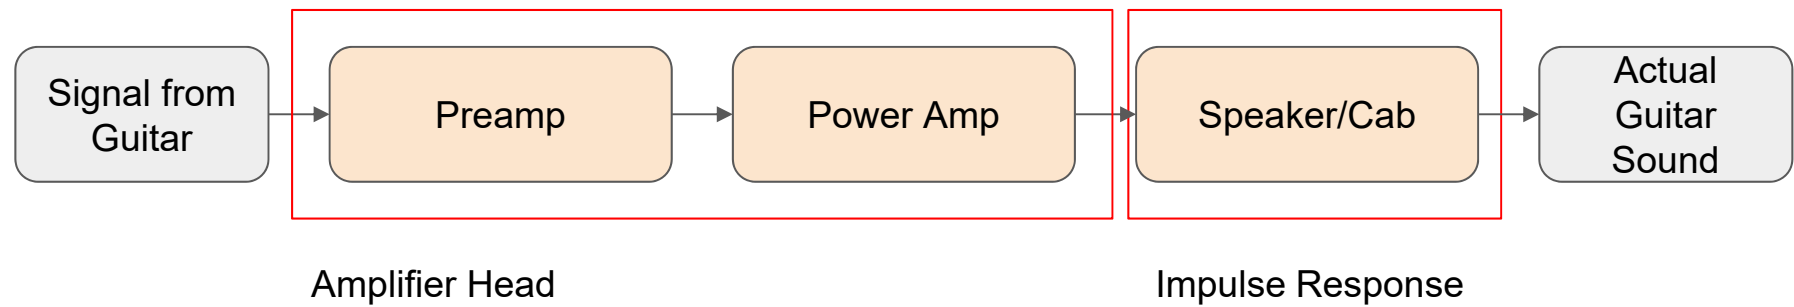 Signal from
Guitar
Preamp
Power Amp
Speaker/Cab
Actual
Guitar
Sound
Amplifier Head
Impulse Response